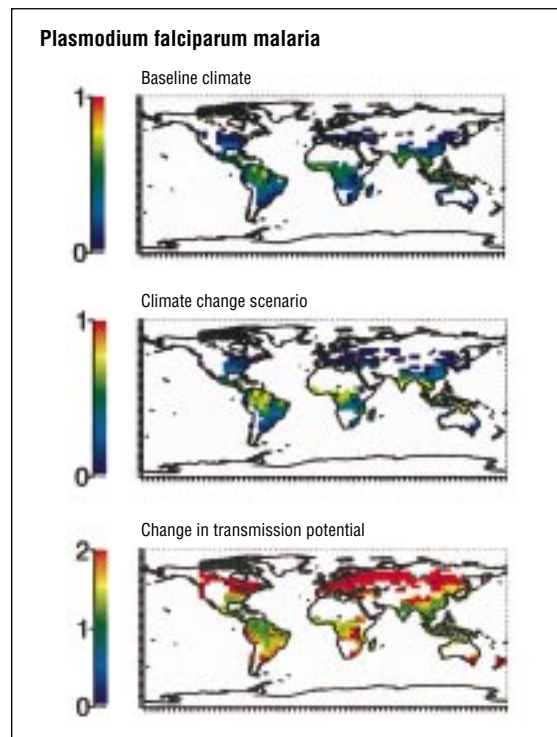 Plasmodium falciparum malaria
Baseline climate
1
0
Climate change scenario
1
0
Change in transmission potential
2
1
0